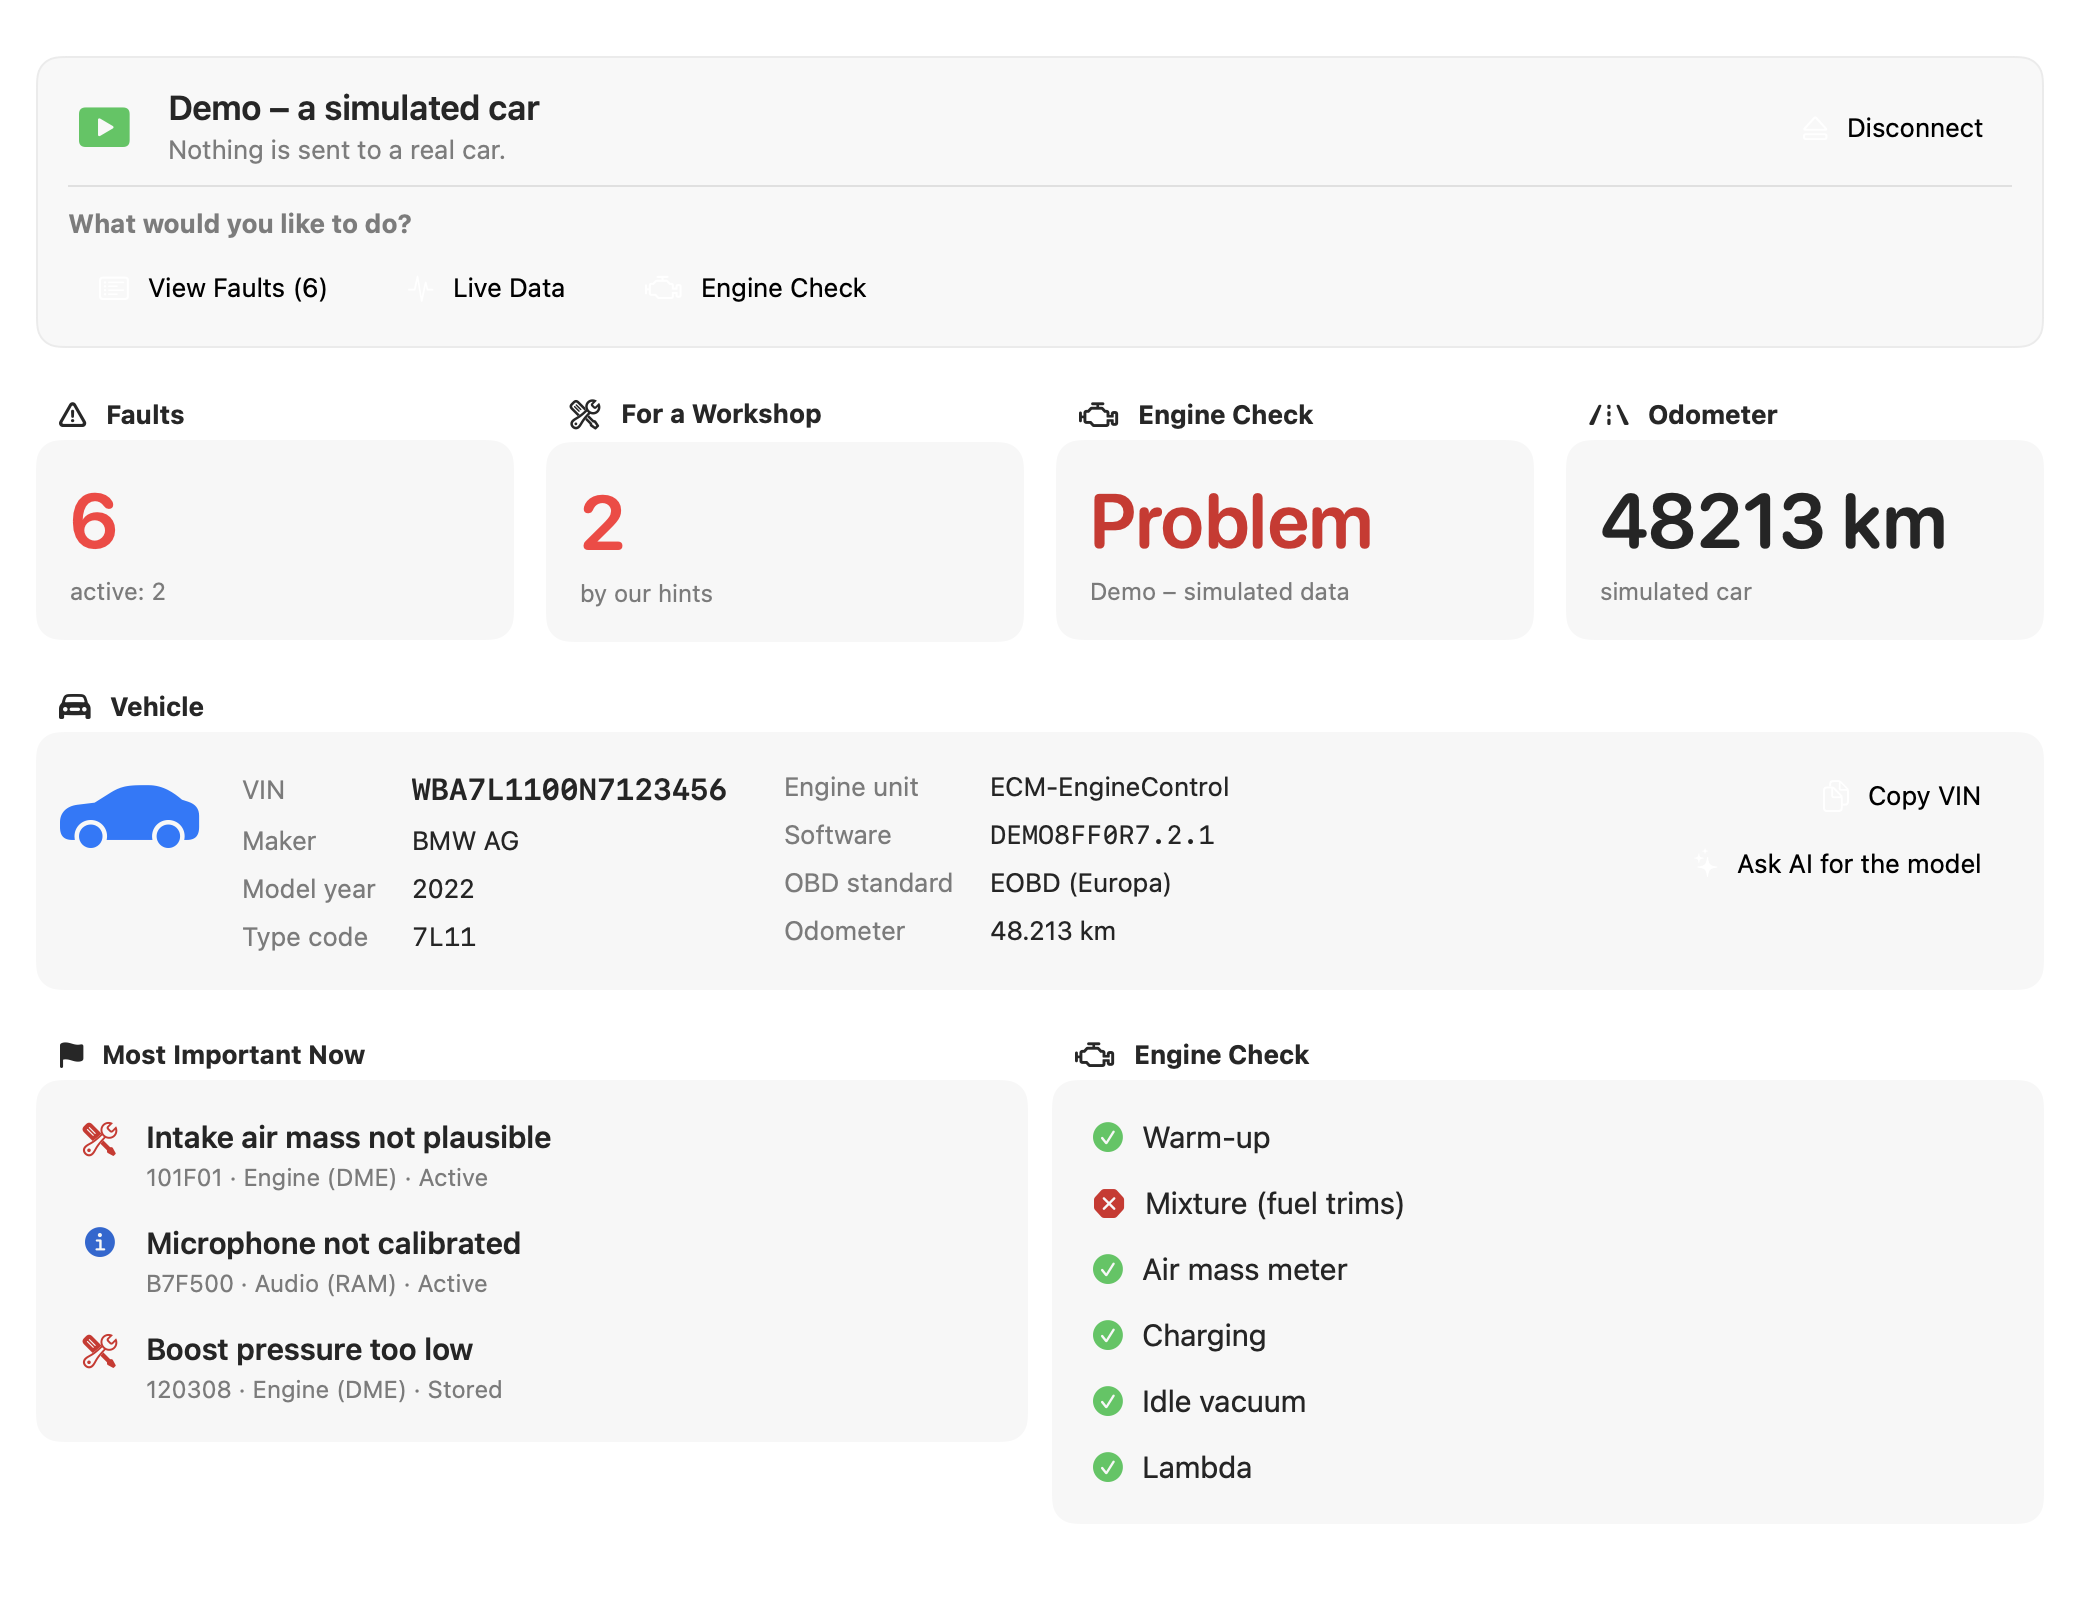 Demo – a simulated car
Nothing is sent to a real car.
Disconnect
What would you like to do?
View Faults (6)
Live Data
Engine Check
Faults
6
active: 2
For a Workshop
2
by our hints
Engine Check
Problem
Demo – simulated data
Odometer
48213 km
simulated car
Vehicle
VIN WBA7L1100N7123456
Maker BMW AG
Model year 2022
Type code 7L11
Engine unit ECM-EngineControl
Software DEMO8FF0R7.2.1
OBD standard EOBD (Europa)
Odometer 48.213 km
Copy VIN
Ask AI for the model
Most Important Now
Intake air mass not plausible
101F01 · Engine (DME) · Active
Microphone not calibrated
B7F500 · Audio (RAM) · Active
Boost pressure too low
120308 · Engine (DME) · Stored
Engine Check
Warm-up
Mixture (fuel trims)
Air mass meter
Charging
Idle vacuum
Lambda